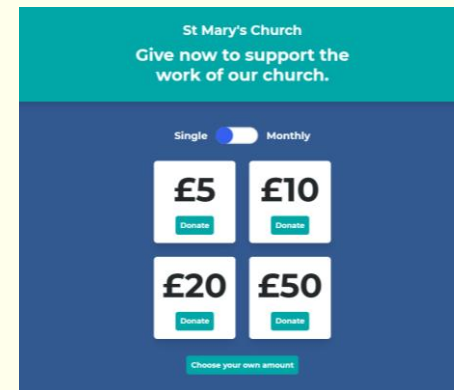 St Mary's Church
Give now to support the
work of our church.
Single Monthly
£5 £10
Donate Donate
£20 £50
Donate Donate
Choose your own amount